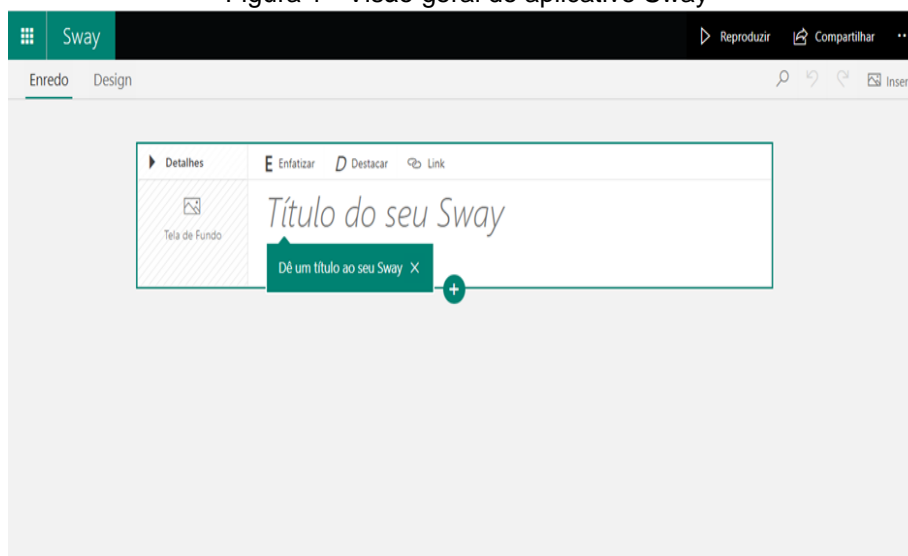 Figura 1 - Visão geral do aplicativo Sway
Sway
Reproduzir
Compartilhar
Enredo
Design
Detalhes
E Enfatizar
D Destacar
Link
Tela de Fundo
Título do seu Sway
Dê um título ao seu Sway